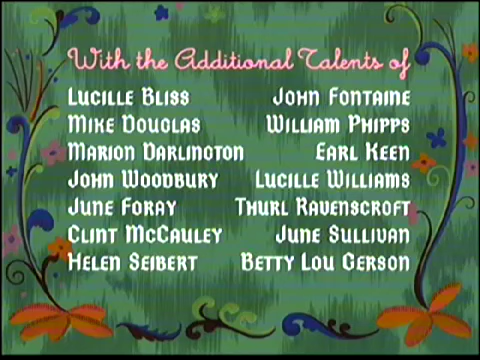 With the Additional Talents of
Lucille Bliss John Fontaine
Mike Douglas William Phipps
Marion Darlington Earl Keen
John Woodbury Lucille Williams
June Foray Thurl Ravenscroft
Clint McCauley June Sullivan
Helen Seibert Betty Lou Gerson